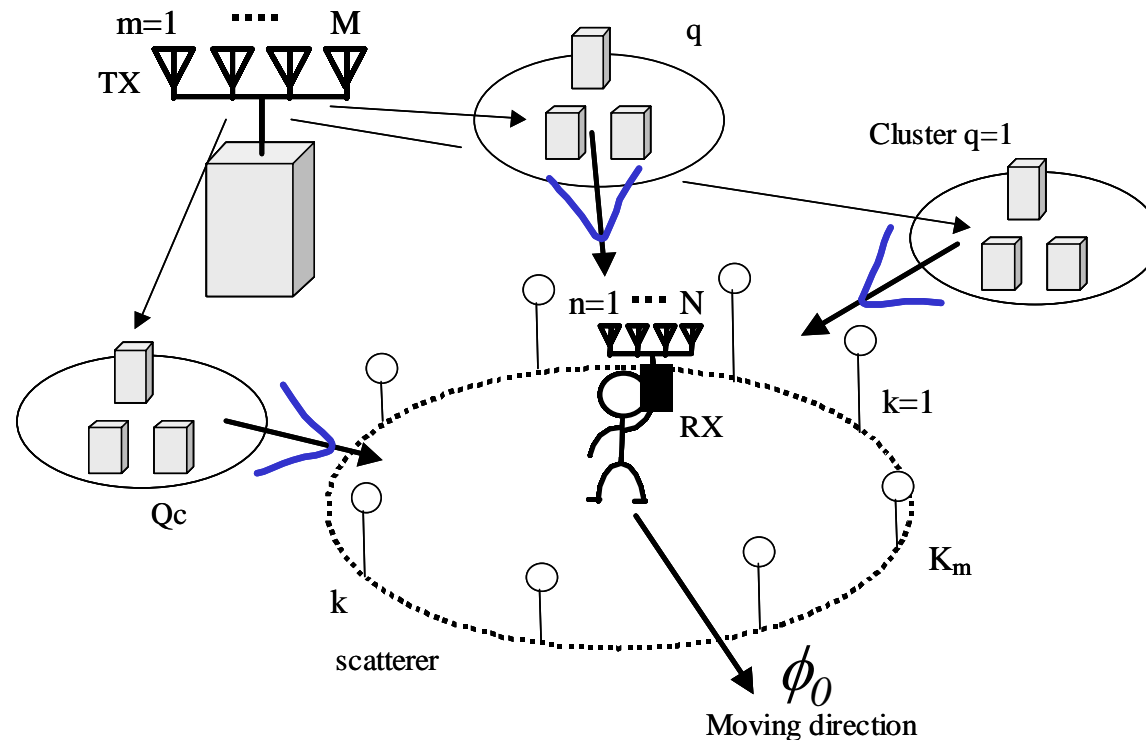 m=1 ···· M
TX
q
Cluster q=1
n=1 ···· N
RX
k=1
Qc
K_m
k
scatterer
ϕ_0
Moving direction